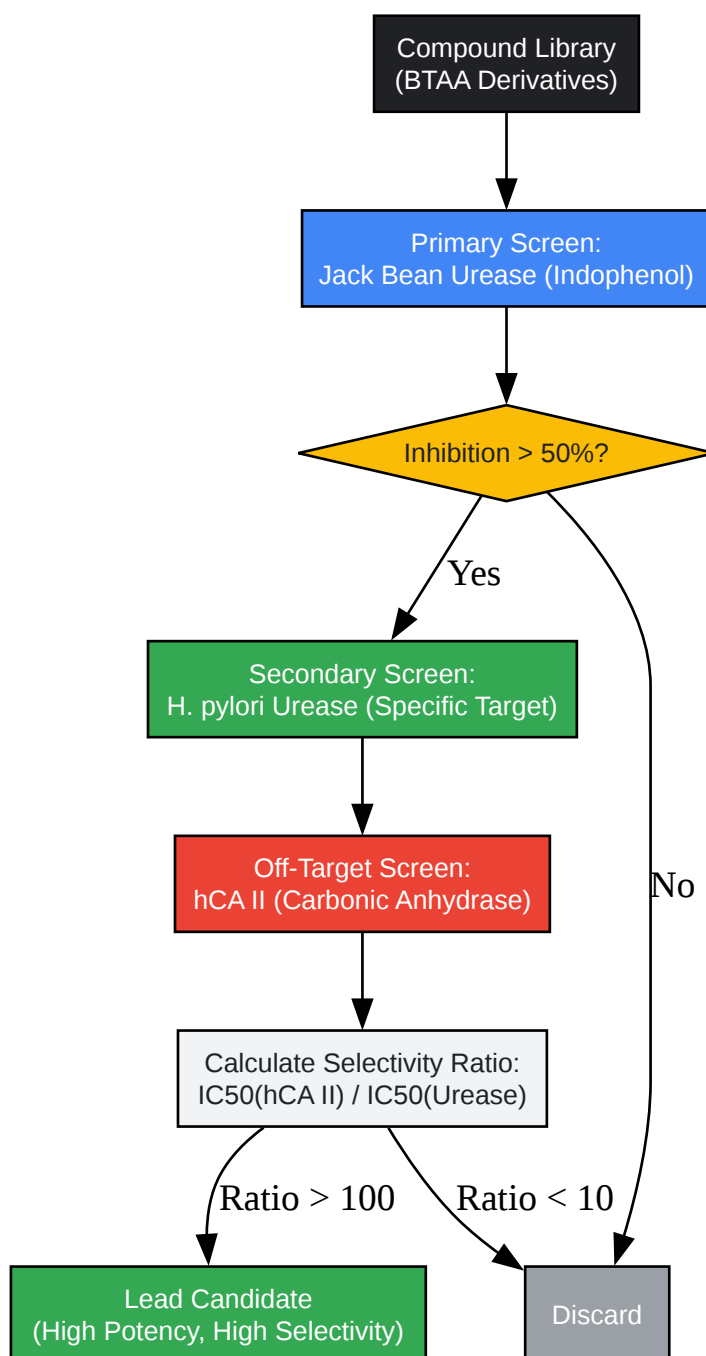 Compound Library
(BTAA Derivatives)
Primary Screen:
Jack Bean Urease (Indophenol)
Inhibition > 50%?
Yes
Secondary Screen:
H. pylori Urease (Specific Target)
Off-Target Screen:
hCA II (Carbonic Anhydrase)
No
Calculate Selectivity Ratio:
IC50(hCA II) / IC50(Urease)
Ratio > 100
Ratio < 10
Lead Candidate
(High Potency, High Selectivity)
Discard